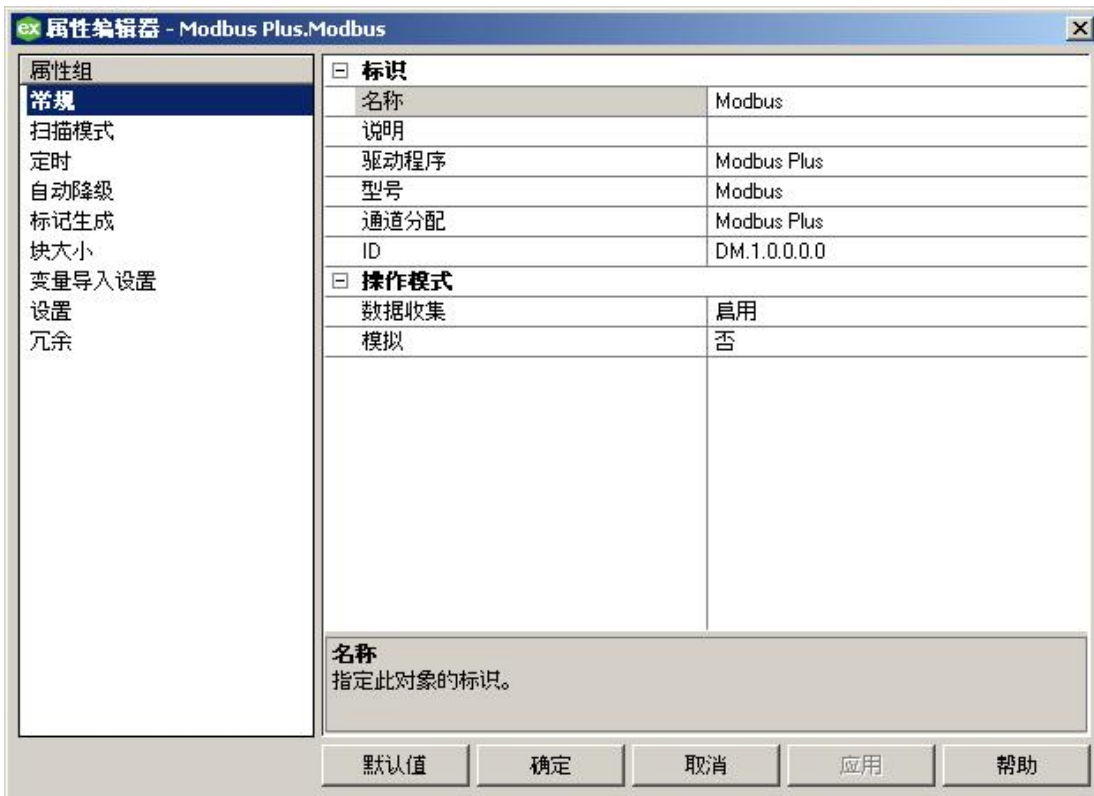 ex 属性编辑器 - Modbus Plus.Modbus
属性组
常规
扫描模式
定时
自动降级
标记生成
块大小
变量导入设置
设置
冗余
标识
名称 Modbus
说明
驱动程序 Modbus Plus
型号 Modbus
通道分配 Modbus Plus
ID DM.1.0.0.0.0
操作模式
数据收集 启用
模拟 否
名称
指定此对象的标识。
默认值 确定 取消 应用 帮助